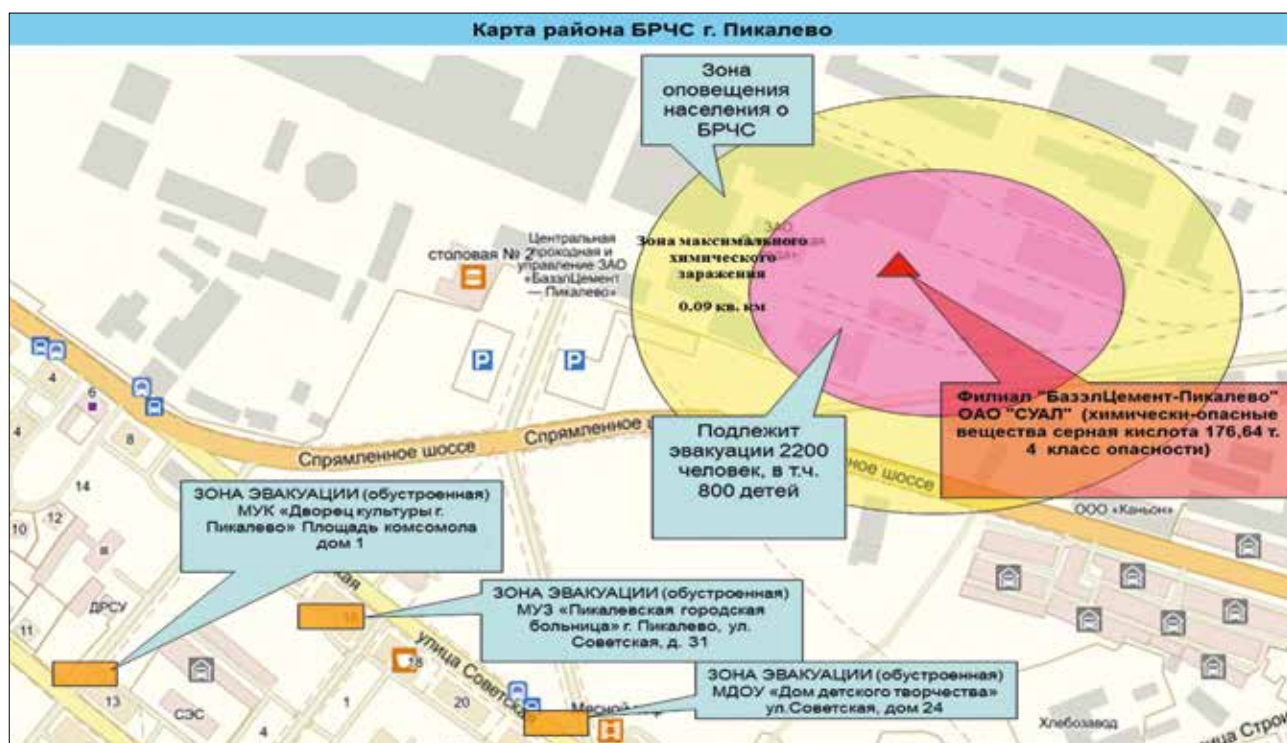 Карта района БРЧС г. Пикалево
Зона
оповещения
населения о
БРЧС
столовая № 2
Центральная
проходная и
управление ЗАО
«БазэлЦемент
— Пикалево»
ЗАО
Зона максимального
химического
заражения
0.09 кв. км
Филиал "БазэлЦемент-Пикалево"
ОАО "СУАЛ" (химически-опасные
вещества серная кислота 176,64 т.
4 класс опасности)
Подлежит
эвакуации 2200
человек, в т.ч.
800 детей
Спрямленное шоссе
Спрямленное
шоссе
ООО «Каньон»
P
P
4
6
4
8
14
12
10
11
ДРСУ
13
СЭС
4
1
18
20
ЗОНА ЭВАКУАЦИИ (обустроенная)
МУК «Дворец культуры г.
Пикалево» Площадь комсомола
дом 1
ЗОНА ЭВАКУАЦИИ (обустроенная)
МУЗ «Пикалевская городская
больница» г. Пикалево, ул.
Советская, д. 31
улица Советская
ЗОНА ЭВАКУАЦИИ (обустроенная)
МДОУ «Дом детского творчества»
ул.Советская, дом 24
Мясной
Хлебозавод